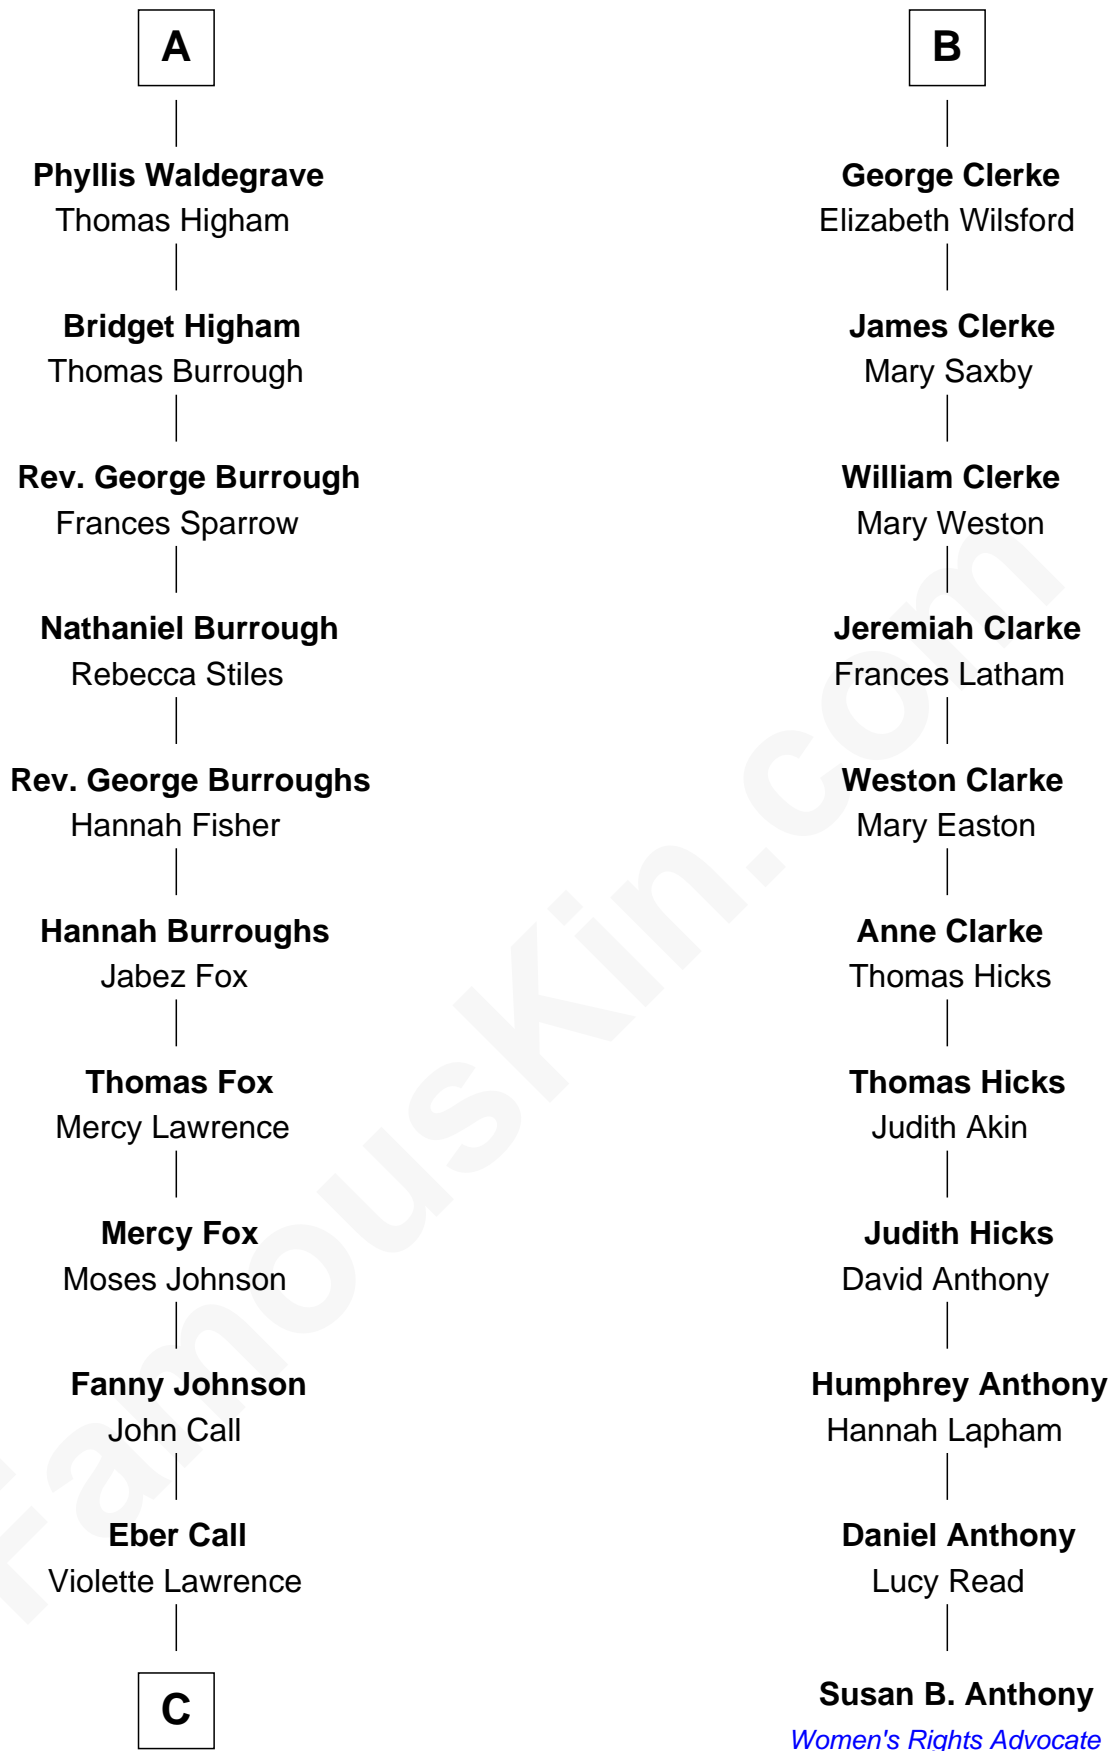 A
Phyllis Waldegrave
Thomas Higham
Bridget Higham
Thomas Burrough
Rev. George Burrough
Frances Sparrow
Nathaniel Burrough
Rebecca Stiles
Rev. George Burroughs
Hannah Fisher
Hannah Burroughs
Jabez Fox
Thomas Fox
Mercy Lawrence
Mercy Fox
Moses Johnson
Fanny Johnson
John Call
Eber Call
Violette Lawrence
C
B
George Clerke
Elizabeth Wilsford
James Clerke
Mary Saxby
William Clerke
Mary Weston
Jeremiah Clarke
Frances Latham
Weston Clarke
Mary Easton
Anne Clarke
Thomas Hicks
Thomas Hicks
Judith Akin
Judith Hicks
David Anthony
Humphrey Anthony
Hannah Lapham
Daniel Anthony
Lucy Read
Susan B. Anthony
Women's Rights Advocate
FamousKin.com